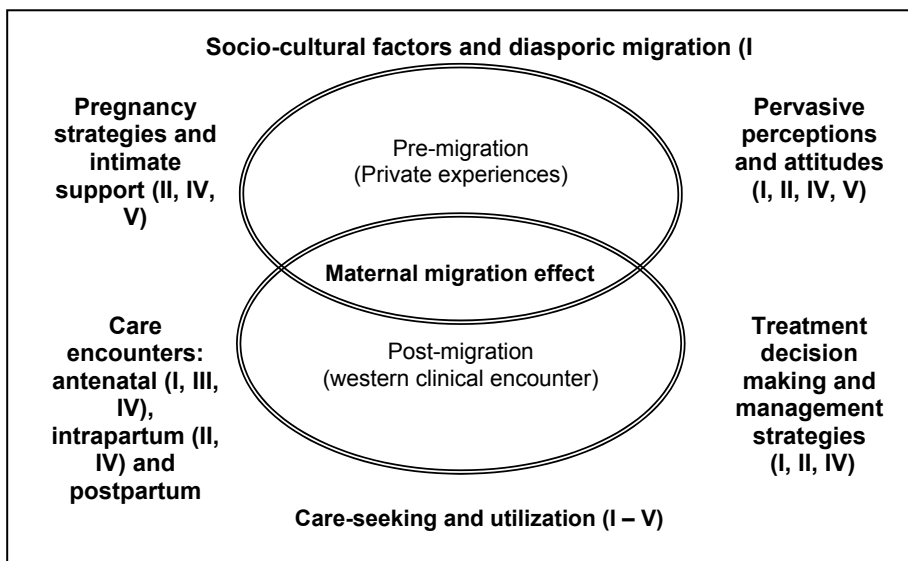 Socio-cultural factors and diasporic migration (I
Pregnancy
strategies and
intimate
support (II, IV,
V)
Pre-migration
(Private experiences)
Pervasive
perceptions
and attitudes
(I, II, IV, V)
Maternal migration effect
Care
encounters:
antenatal (I, III,
IV),
intrapartum (II,
IV) and
postpartum
Post-migration
(western clinical encounter)
Treatment
decision
making and
management
strategies
(I, II, IV)
Care-seeking and utilization (I – V)